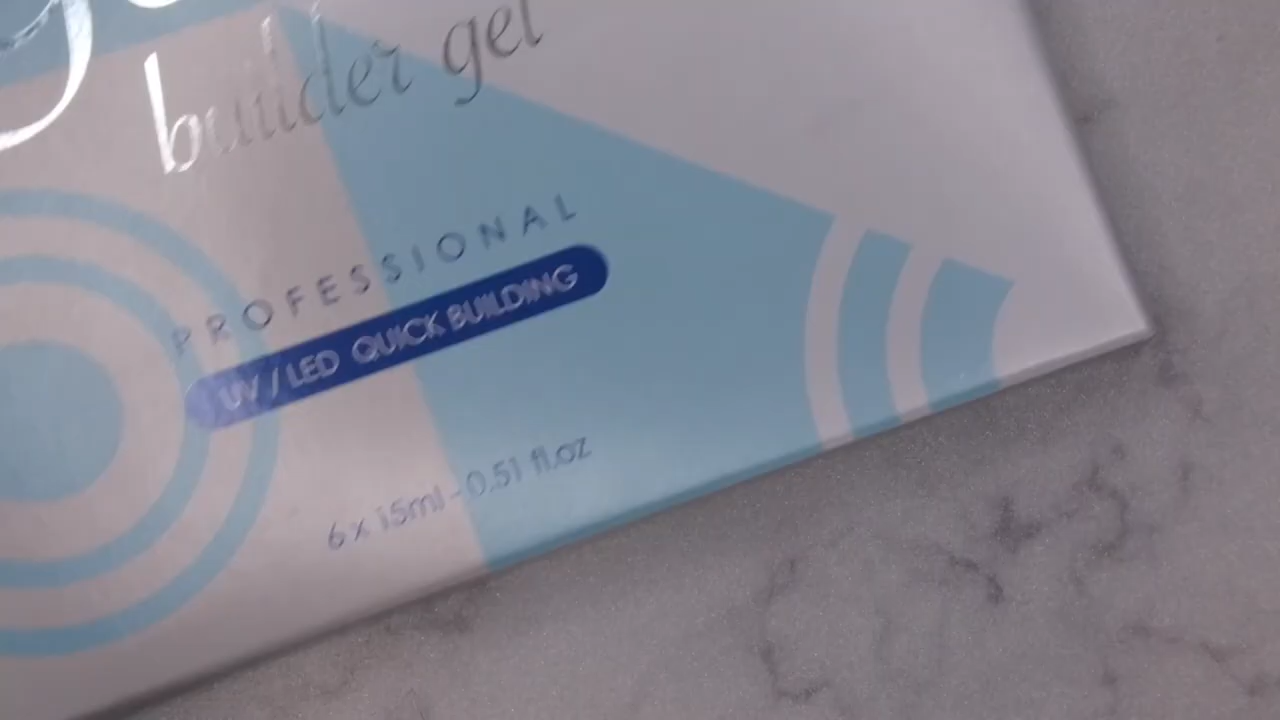 builder gel
PROFESSIONAL
UV / LED QUICK BUILDING
6 x 15ml - 0.51 fl.oz